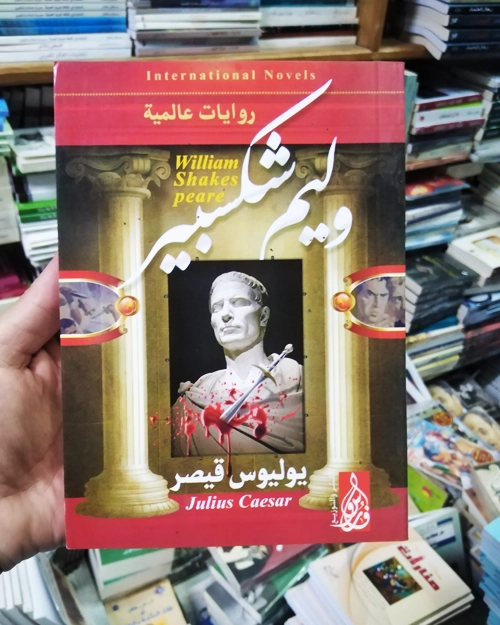 International Novels
روايات عالمية
William
Shakes
peare
وليم شكسبير
يوليوس قيصر
Julius Caesar